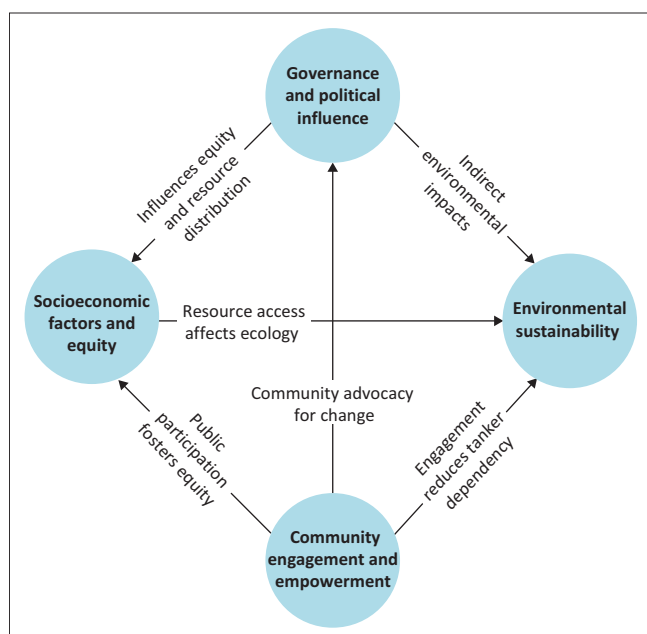 Governance
and political
influence
Influences equity
and resource
distribution
Indirect
environmental
impacts
Socioeconomic
factors and
equity
Resource access
affects ecology
Environmental
sustainability
Community advocacy
for change
Public
participation
fosters equity
Engagement
reduces tanker
dependency
Community
engagement and
empowerment